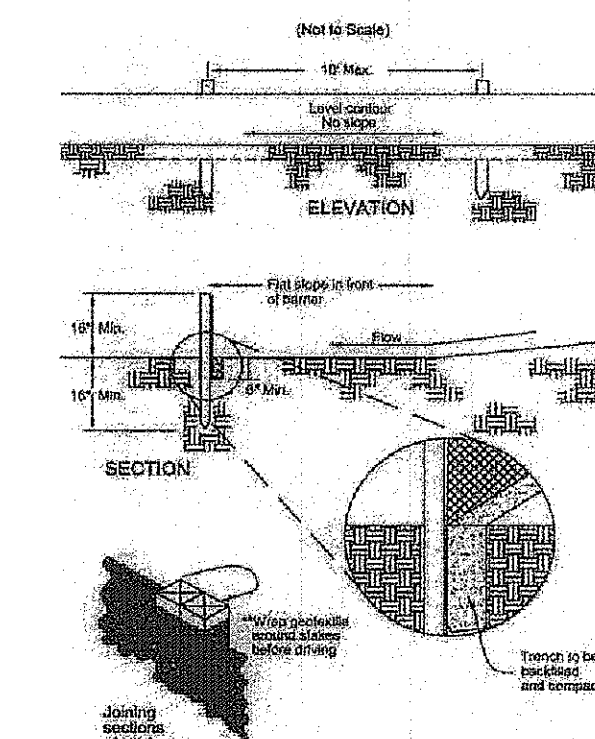 (Not to Scale)
10' Max.
Level contour
No slope
ELEVATION
Flat slope in front
of barrier
16" Min.
Flow
16" Min.
8" Min.
SECTION
**Wrap geotextile
around stakes
before driving
Trench to be
backfilled
and compac
Joining
sections